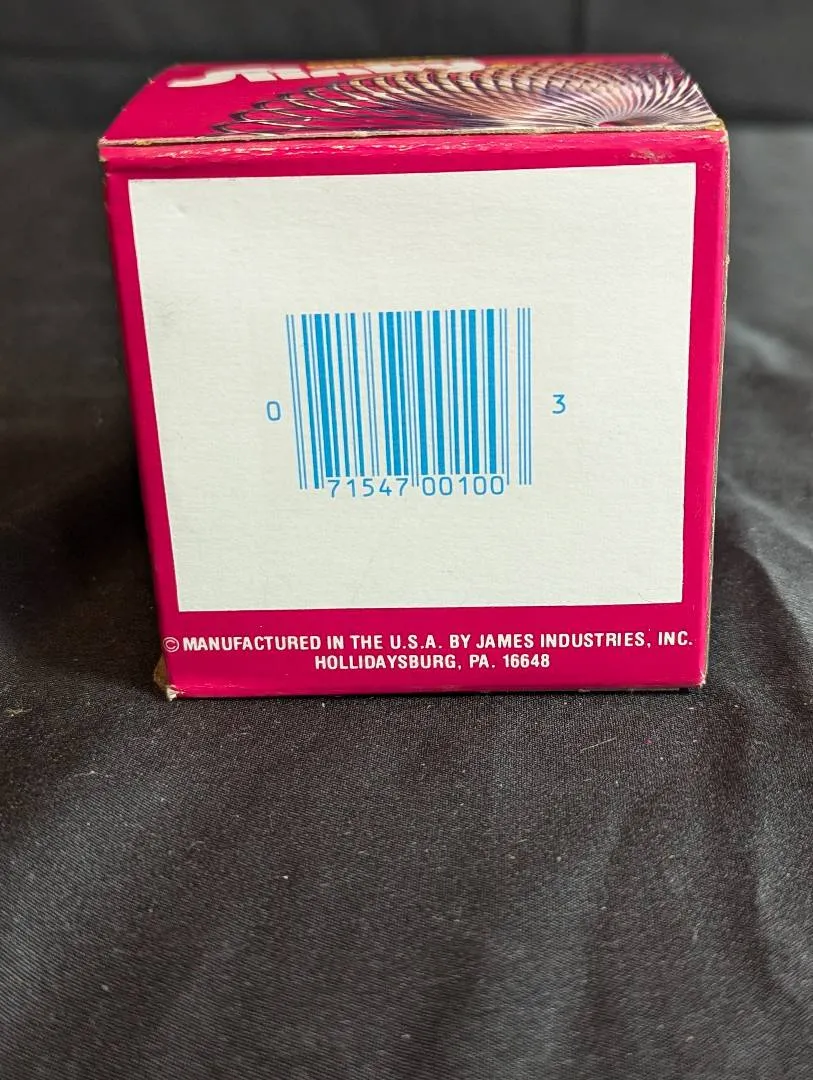 0 71547 00100 3
© MANUFACTURED IN THE U.S.A. BY JAMES INDUSTRIES, INC.
HOLLIDAYSBURG, PA. 16648